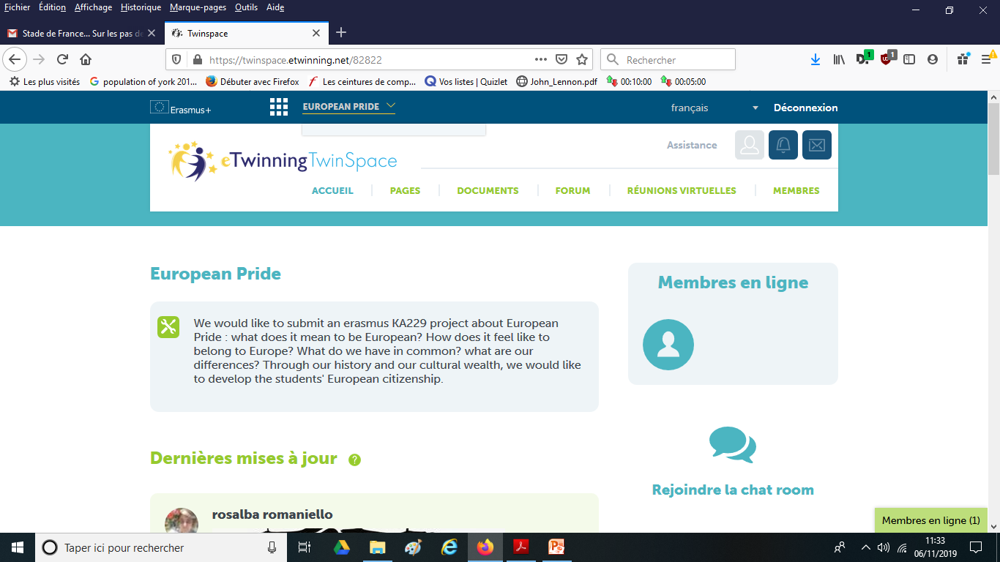 Fichier Édition Affichage Historique Marque-pages Outils Aide
Stade de France... Sur les pas de
Twinspace
https://twinspace.etwinning.net/82822
Rechercher
1
1
Les plus visités
population of york 201...
Débuter avec Firefox
Les ceintures de comp...
Vos listes | Quizlet
John_Lennon.pdf
00:10:00
00:05:00
Erasmus+
EUROPEAN PRIDE
français
Déconnexion
eTwinning TwinSpace
Assistance
ACCUEIL
PAGES
DOCUMENTS
FORUM
RÉUNIONS VIRTUELLES
MEMBRES
European Pride
We would like to submit an erasmus KA229 project about European
Pride : what does it mean to be European? How does it feel like to
belong to Europe? What do we have in common? what are our
differences? Through our history and our cultural wealth, we would like
to develop the students' European citizenship.
Membres en ligne
Rejoindre la chat room
Dernières mises à jour ?
rosalba romaniello
Membres en ligne (1)
Taper ici pour rechercher
11:33
06/11/2019